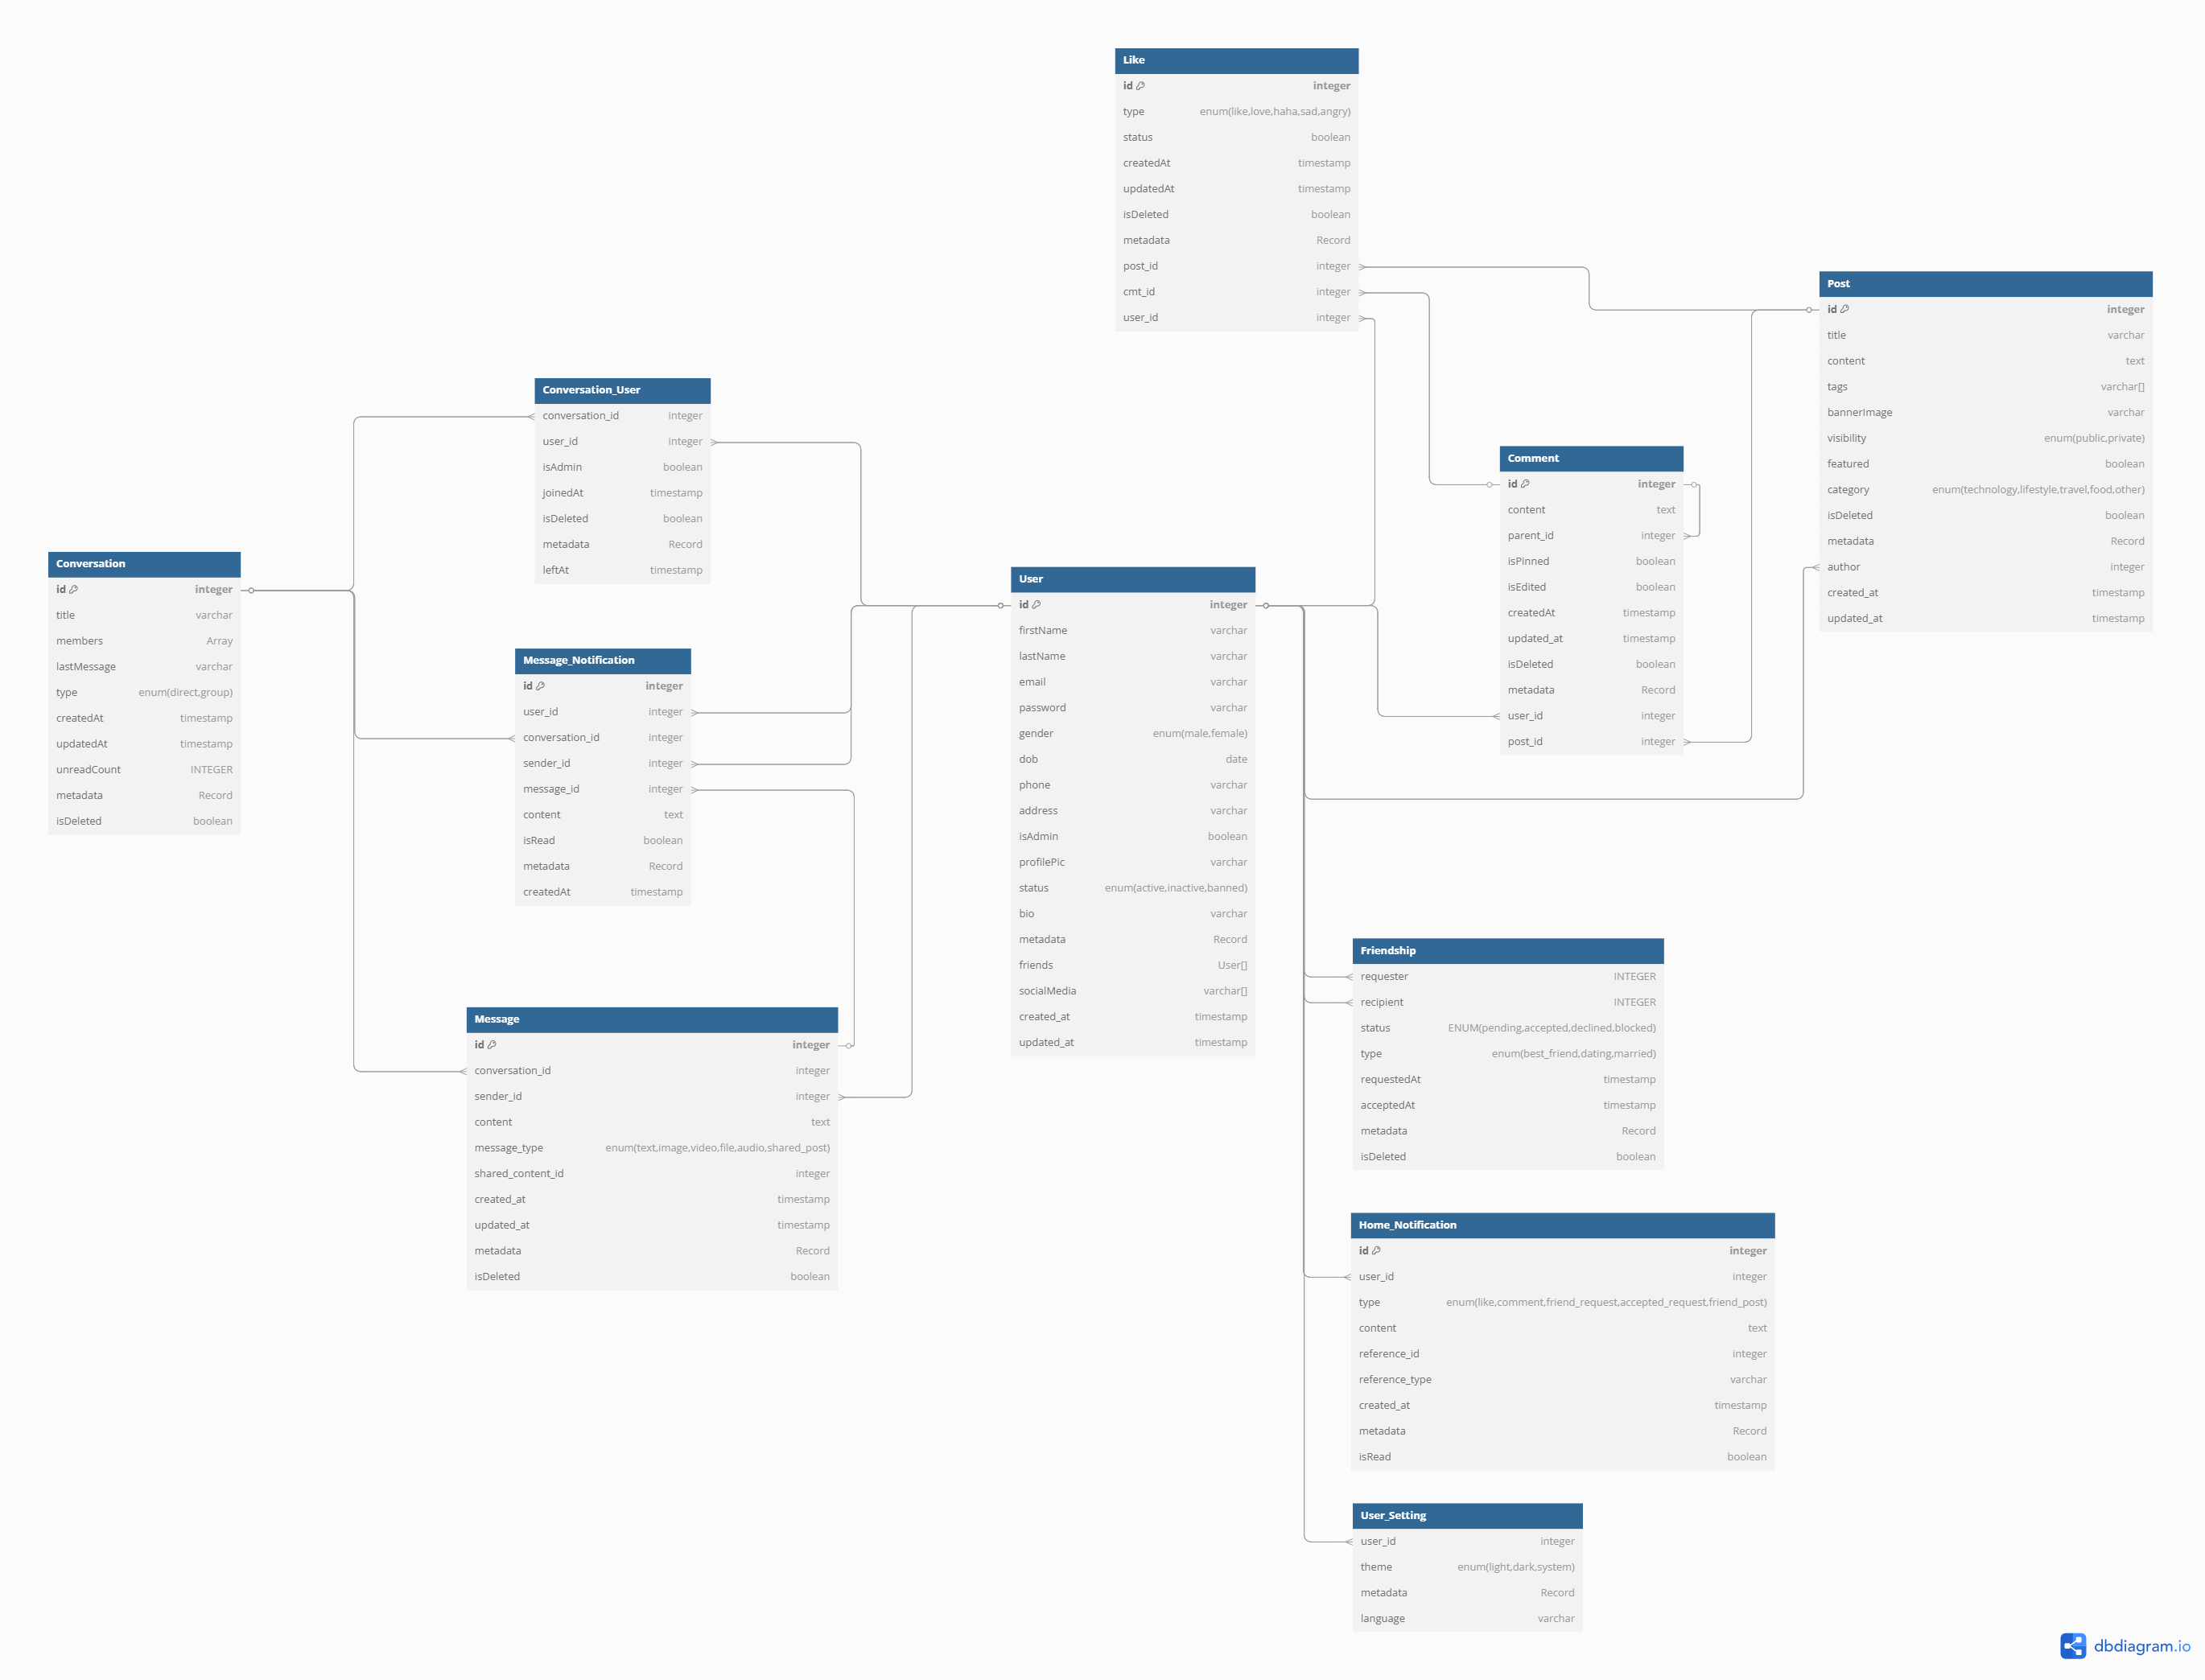 Like
id integer
type enum(like,love,haha,sad,angry)
status boolean
createdAt timestamp
updatedAt timestamp
isDeleted boolean
metadata Record
post_id integer
cmt_id integer
user_id integer
Post
id integer
title varchar
content text
tags varchar[]
bannerImage varchar
visibility enum(public,private)
featured boolean
category enum(technology,lifestyle,travel,food,other)
isDeleted boolean
metadata Record
author integer
created_at timestamp
updated_at timestamp
Conversation_User
conversation_id integer
user_id integer
isAdmin boolean
joinedAt timestamp
isDeleted boolean
metadata Record
leftAt timestamp
Comment
id integer
content text
parent_id integer
isPinned boolean
isEdited boolean
createdAt timestamp
updated_at timestamp
isDeleted boolean
metadata Record
user_id integer
post_id integer
Conversation
id integer
title varchar
members Array
lastMessage varchar
type enum(direct,group)
createdAt timestamp
updatedAt timestamp
unreadCount INTEGER
metadata Record
isDeleted boolean
User
id integer
firstName varchar
lastName varchar
email varchar
password varchar
gender enum(male,female)
dob date
phone varchar
address varchar
isAdmin boolean
profilePic varchar
status enum(active,inactive,banned)
bio varchar
metadata Record
friends User[]
socialMedia varchar[]
created_at timestamp
updated_at timestamp
Message_Notification
id integer
user_id integer
conversation_id integer
sender_id integer
message_id integer
content text
isRead boolean
metadata Record
createdAt timestamp
Friendship
requester INTEGER
recipient INTEGER
status ENUM(pending,accepted,declined,blocked)
type enum(best_friend,dating,married)
requestedAt timestamp
acceptedAt timestamp
metadata Record
isDeleted boolean
Message
id integer
conversation_id integer
sender_id integer
content text
message_type enum(text,image,video,file,audio,shared_post)
shared_content_id integer
created_at timestamp
updated_at timestamp
metadata Record
isDeleted boolean
Home_Notification
id integer
user_id integer
type enum(like,comment,friend_request,accepted_request,friend_post)
content text
reference_id integer
reference_type varchar
created_at timestamp
metadata Record
isRead boolean
User_Setting
user_id integer
theme enum(light,dark,system)
metadata Record
language varchar
dbdiagram.io